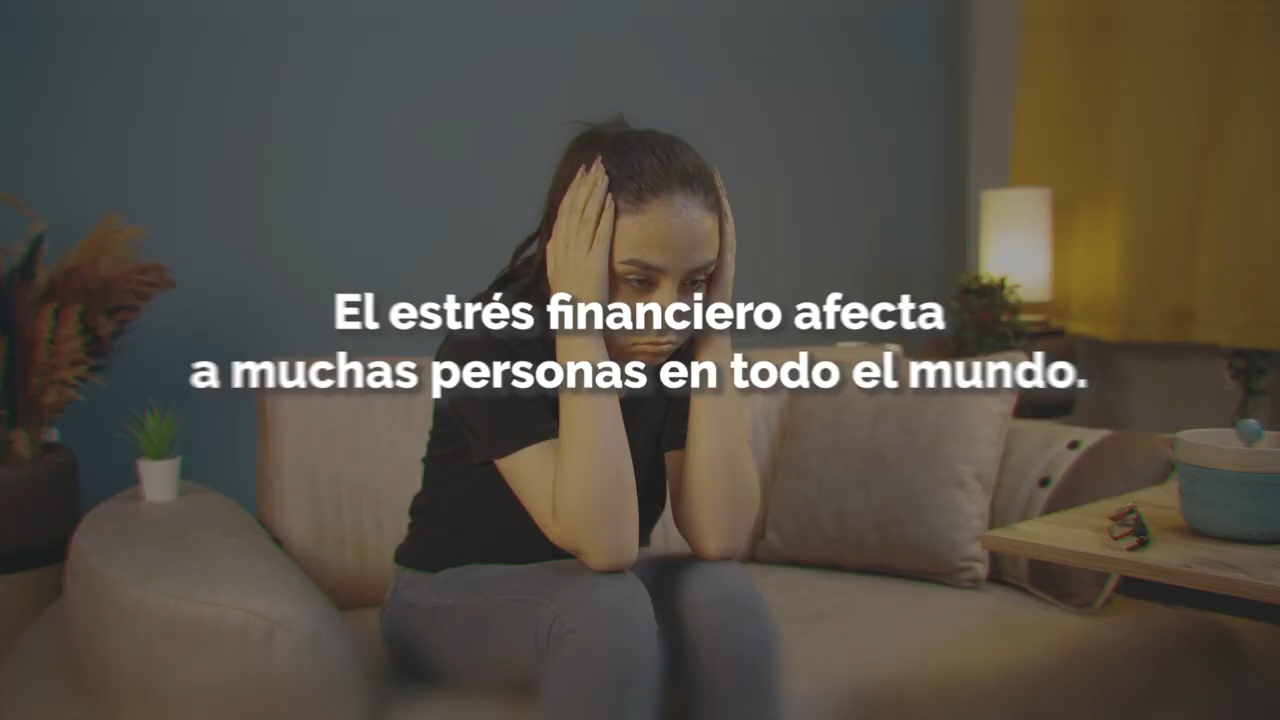 El estrés financiero afecta
a muchas personas en todo el mundo.